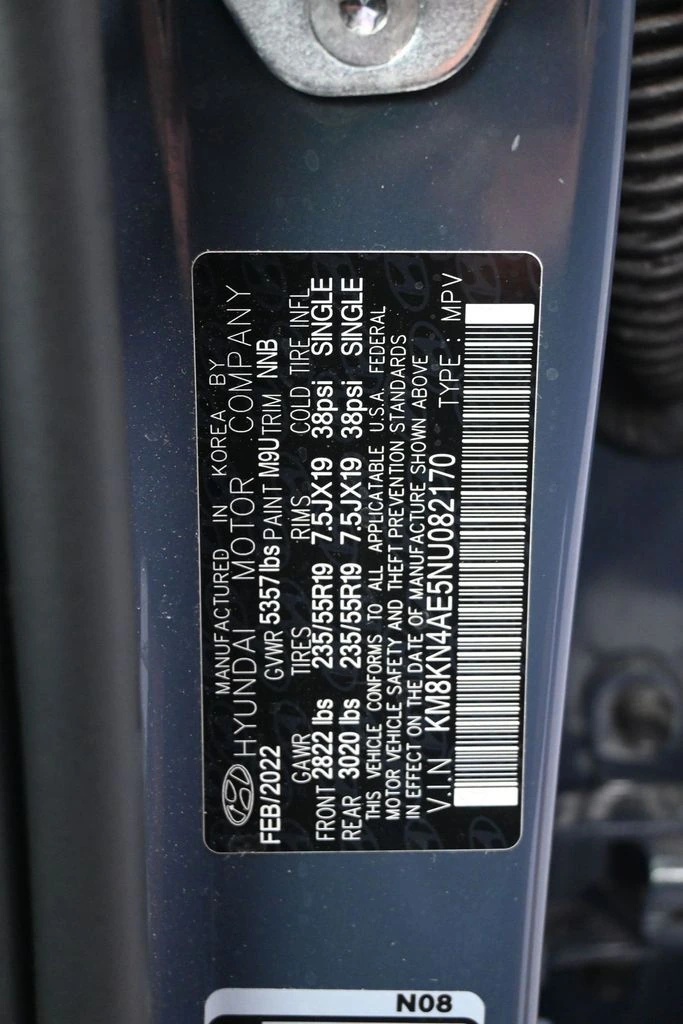 MANUFACTURED IN KOREA BY
HYUNDAI MOTOR COMPANY
FEB/2022 GVWR 5357lbs PAINT M9U TRIM NNB
GAWR TIRES RIMS COLD TIRE INFL
FRONT 2822 lbs 235/55R19 7.5JX19 38psi SINGLE
REAR 3020 lbs 235/55R19 7.5JX19 38psi SINGLE
THIS VEHICLE CONFORMS TO ALL APPLICATABLE U.S.A. FEDERAL
MOTOR VEHICLE SAFETY AND THEFT PREVENTION STANDARDS
IN EFFECT ON THE DATE OF MANUFACTURE SHOWN ABOVE
V.I.N KM8KN4AE5NU082170 TYPE : MPV
N08